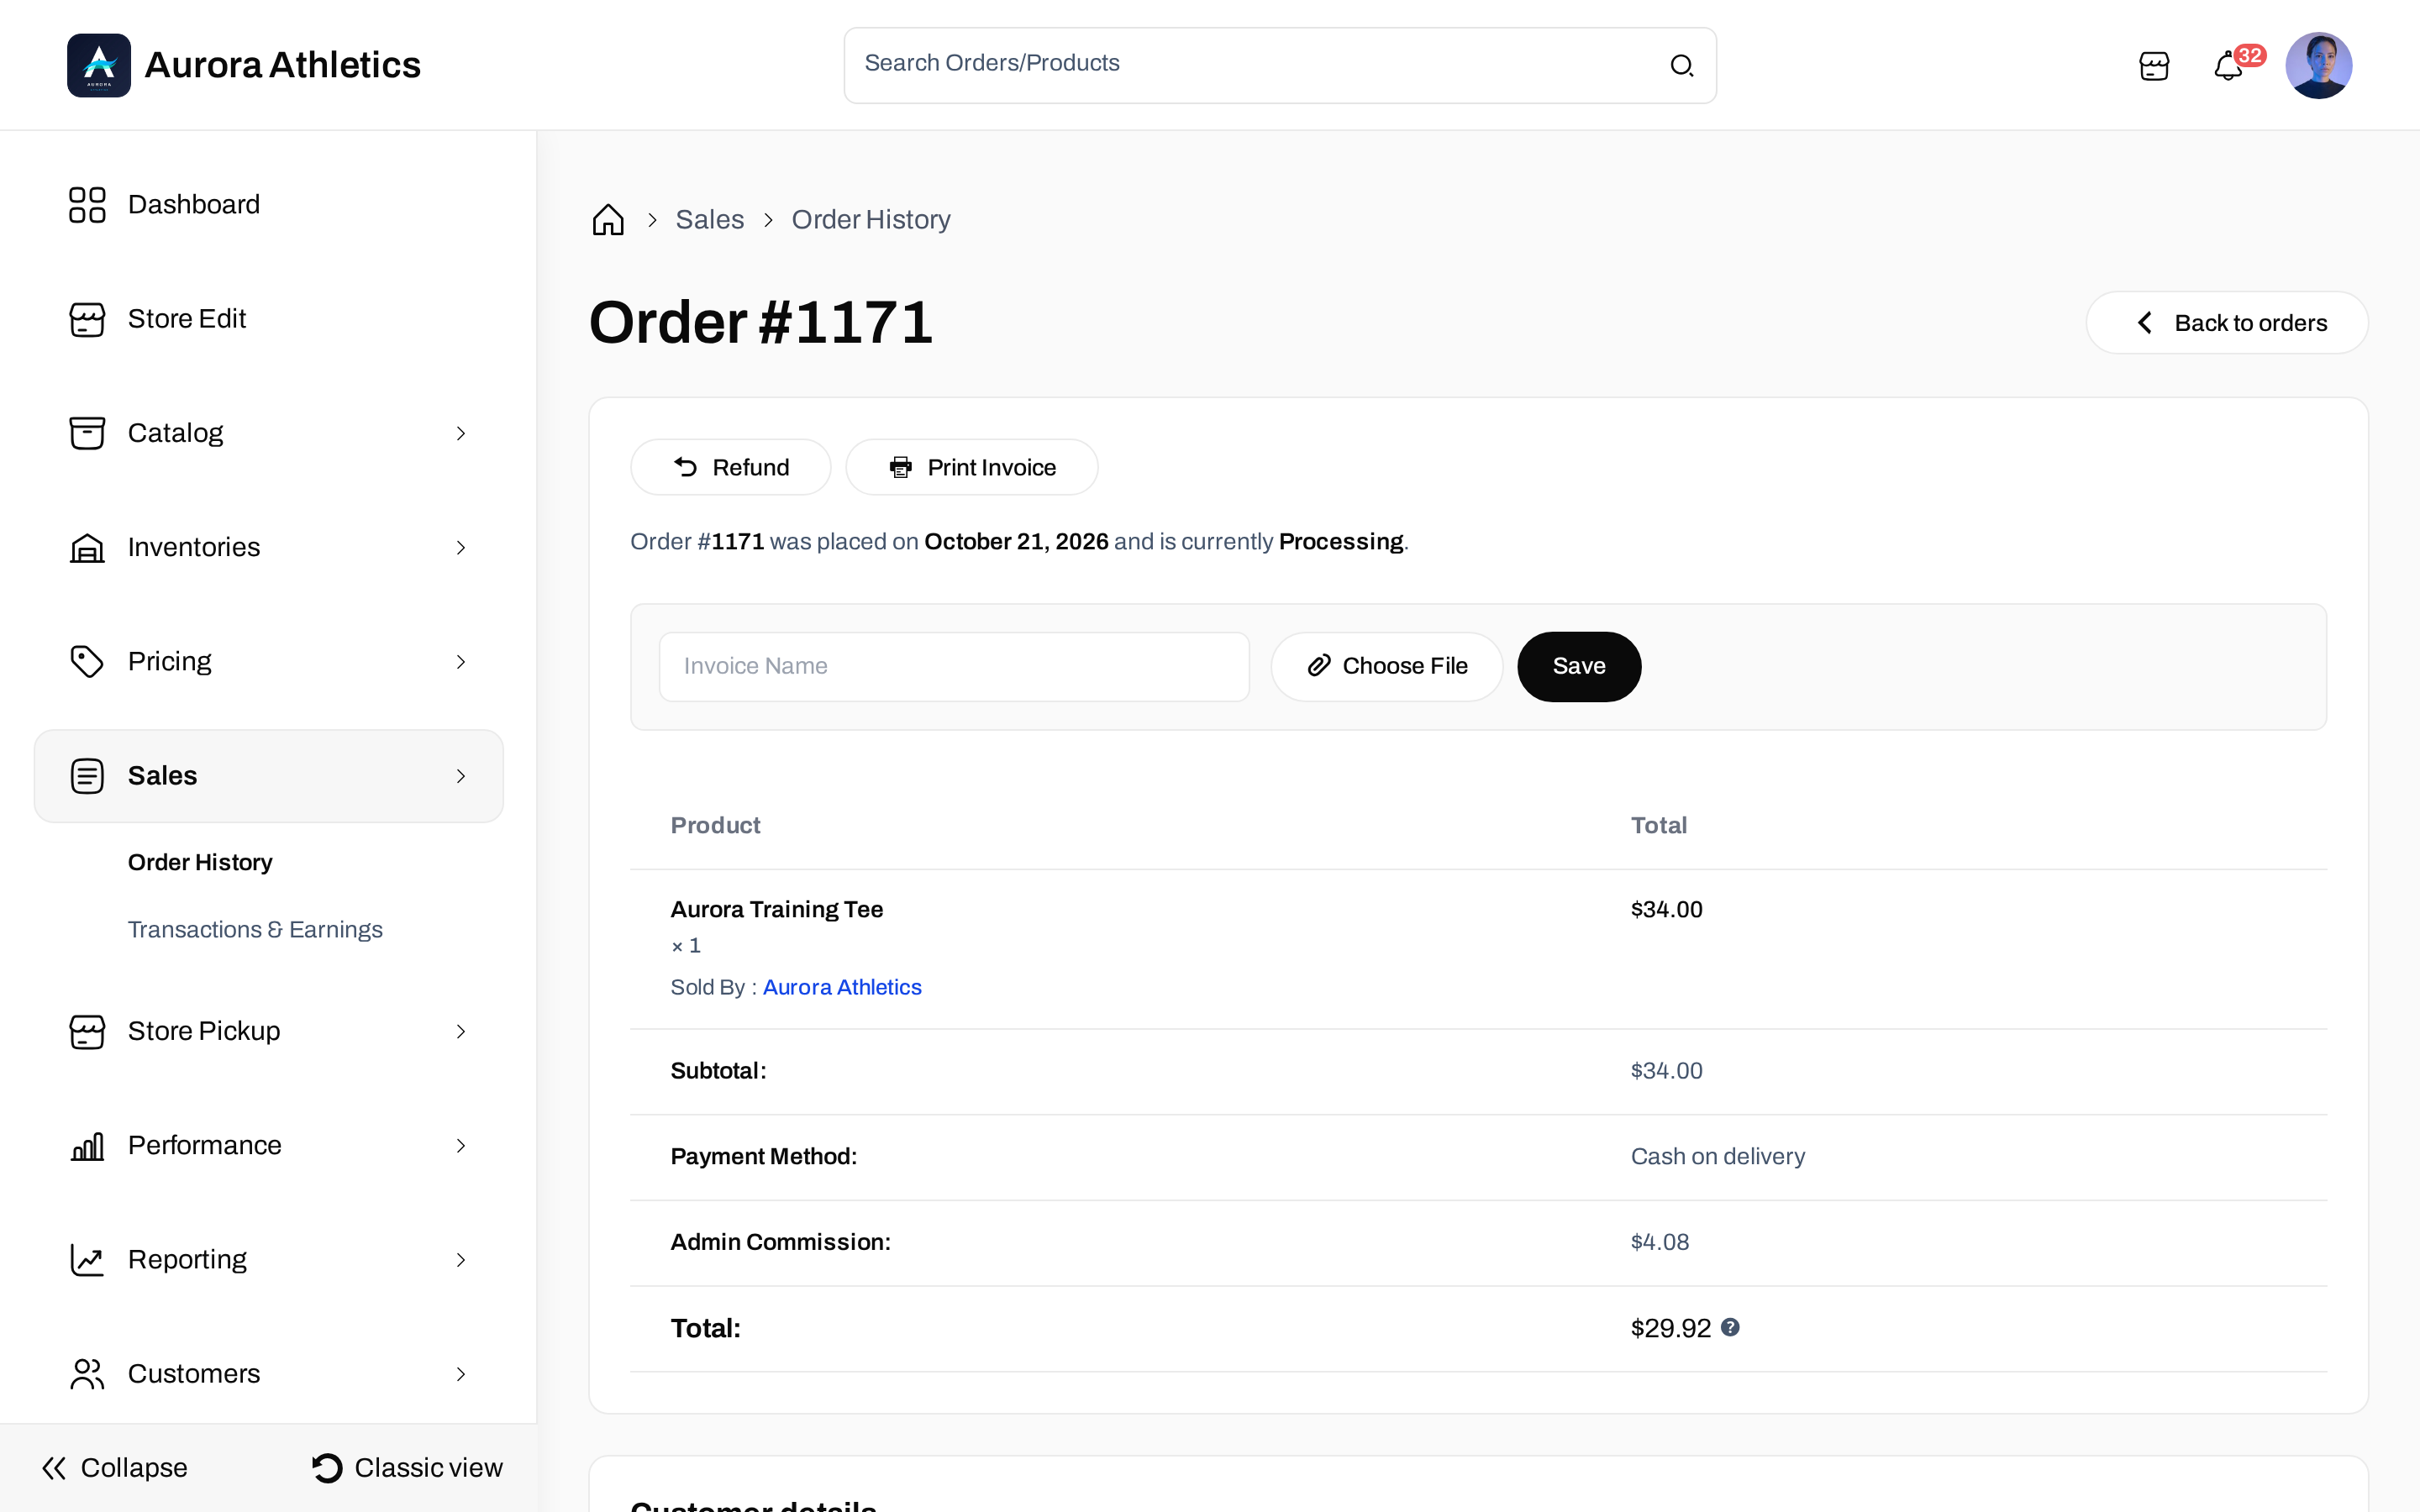 AURORA
Aurora Athletics
Search Orders/Products
32
Dashboard
Store Edit
Catalog
Inventories
Pricing
Sales
Order History
Transactions & Earnings
Store Pickup
Performance
Reporting
Customers
Collapse
Classic view
Sales
Order History
Order #1171
Back to orders
Refund
Print Invoice
Order #1171 was placed on October 21, 2026 and is currently Processing.
Invoice Name
Choose File
Save
Product Total
Aurora Training Tee $34.00
× 1
Sold By : Aurora Athletics
Subtotal: $34.00
Payment Method: Cash on delivery
Admin Commission: $4.08
Total: $29.92 ?
Customer details